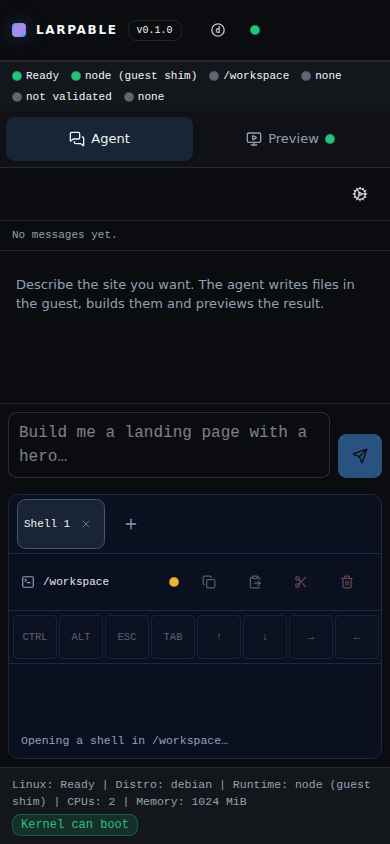 LARPABLE v0.1.0 d
Ready node (guest shim) /workspace none
not validated none
Agent Preview
No messages yet.
Describe the site you want. The agent writes files in
the guest, builds them and previews the result.
Build me a landing page with a
hero…
Shell 1 × +
/workspace
CTRL ALT ESC TAB ↑ ↓ → ←
Opening a shell in /workspace…
Linux: Ready | Distro: debian | Runtime: node (guest
shim) | CPUs: 2 | Memory: 1024 MiB
Kernel can boot